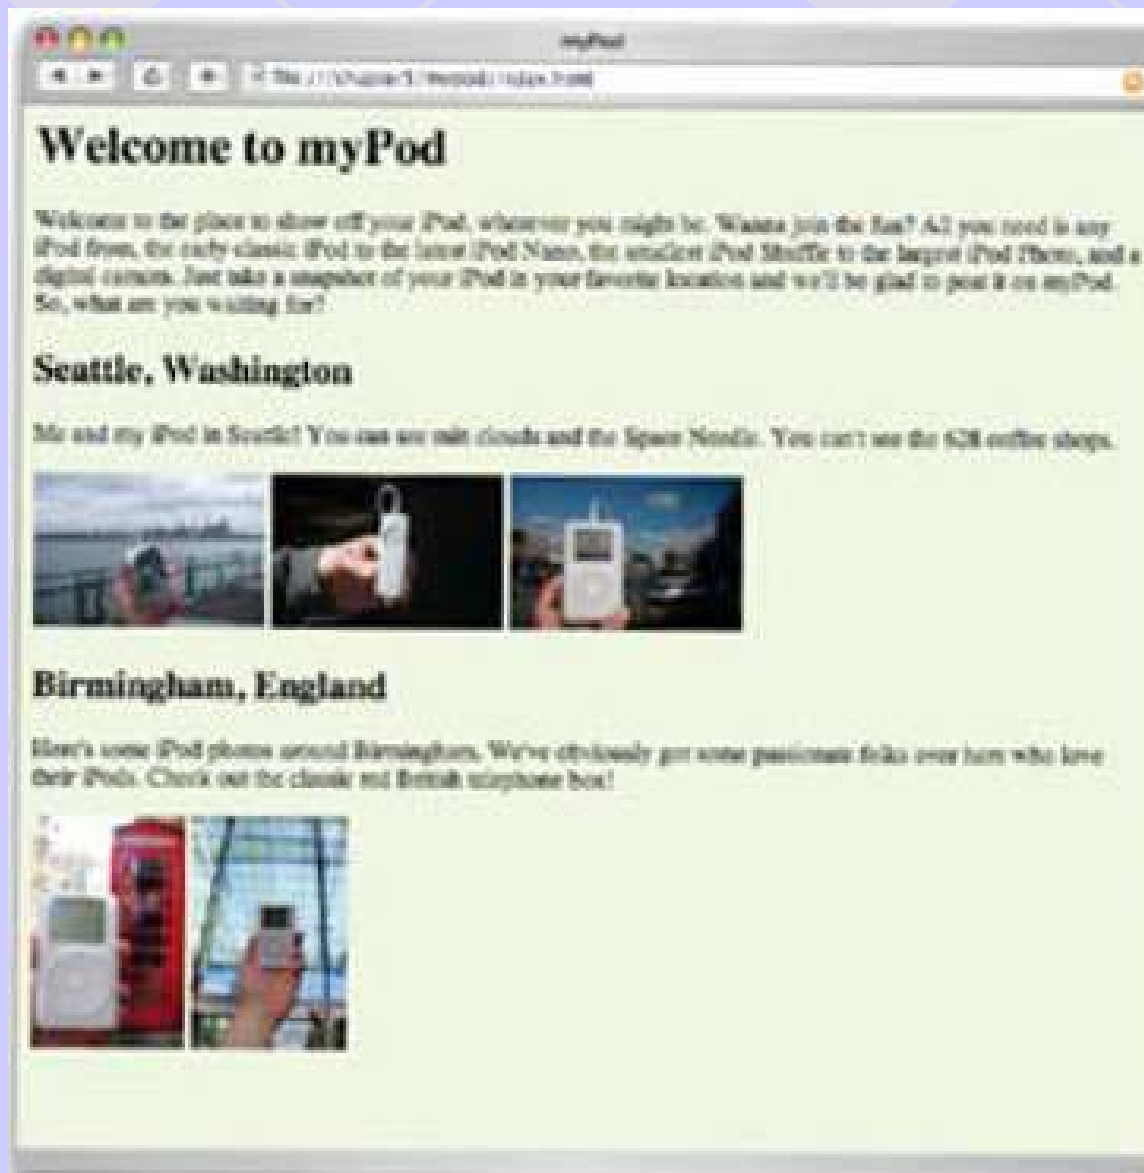 myPod
Welcome to myPod
Welcome to the place to show off your iPod, wherever you might be. Wanna join the fun? All you need is any
iPod from, the early classic iPod to the latest iPod Nano, the smallest iPod Shuffle to the largest iPod Photo, and a
digital camera. Just take a snapshot of your iPod in your favorite location and we'll be glad to post it on myPod.
So, what are you waiting for?
Seattle, Washington
Me and my iPod in Seattle! You can see rain clouds and the Space Needle. You can't see the 628 coffee shops.
Birmingham, England
Here's some iPod photos around Birmingham. We've obviously got some passionate folks over here who love
their iPods. Check out the classic red British telephone box!